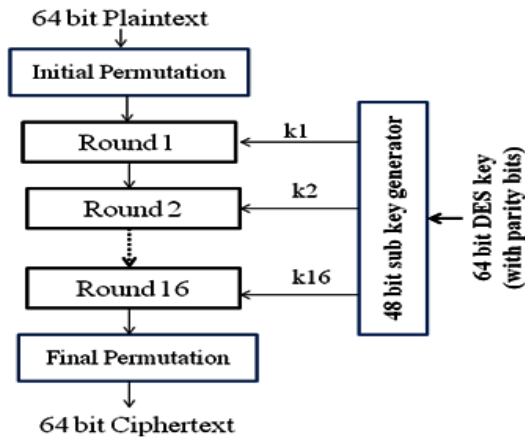 64 bit Plaintext
Initial Permutation
Round 1
k1
Round 2
k2
Round 16
k16
Final Permutation
64 bit Ciphertext
48 bit sub key generator
64 bit DES key
(with parity bits)